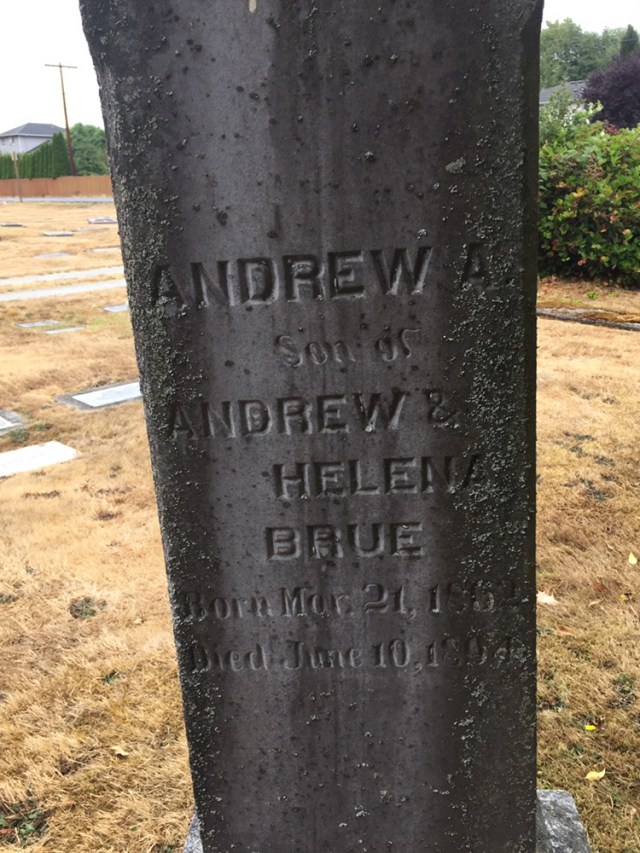 ANDREW A.
Son of
ANDREW &
HELENA
BRUE
Born Mar. 21,
Died June 10,